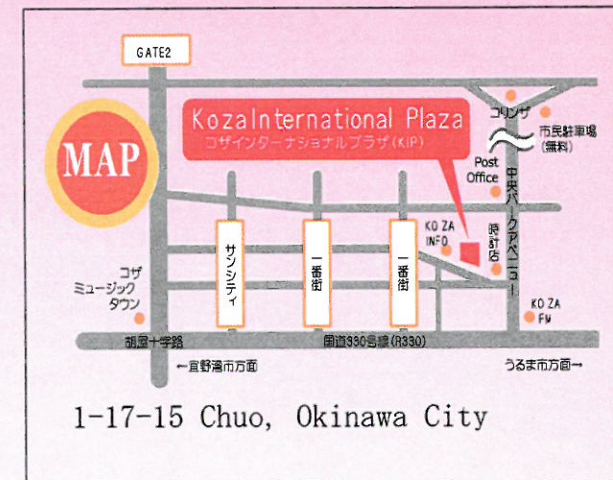 GATE2
MAP
KozaInternational Plaza
コザインターナショナルプラザ(KIP)
コリンザ
市民駐車場
(無料)
Post
Office
中央パークアベニュー
KOZA
INFO
時計店
サンシティ
一番街
一番街
コザ
ミュージック
タウン
KOZA
FM
胡屋十字路
国道330号線(R330)
←宜野湾市方面
うるま市方面→
1-17-15 Chuo, Okinawa City